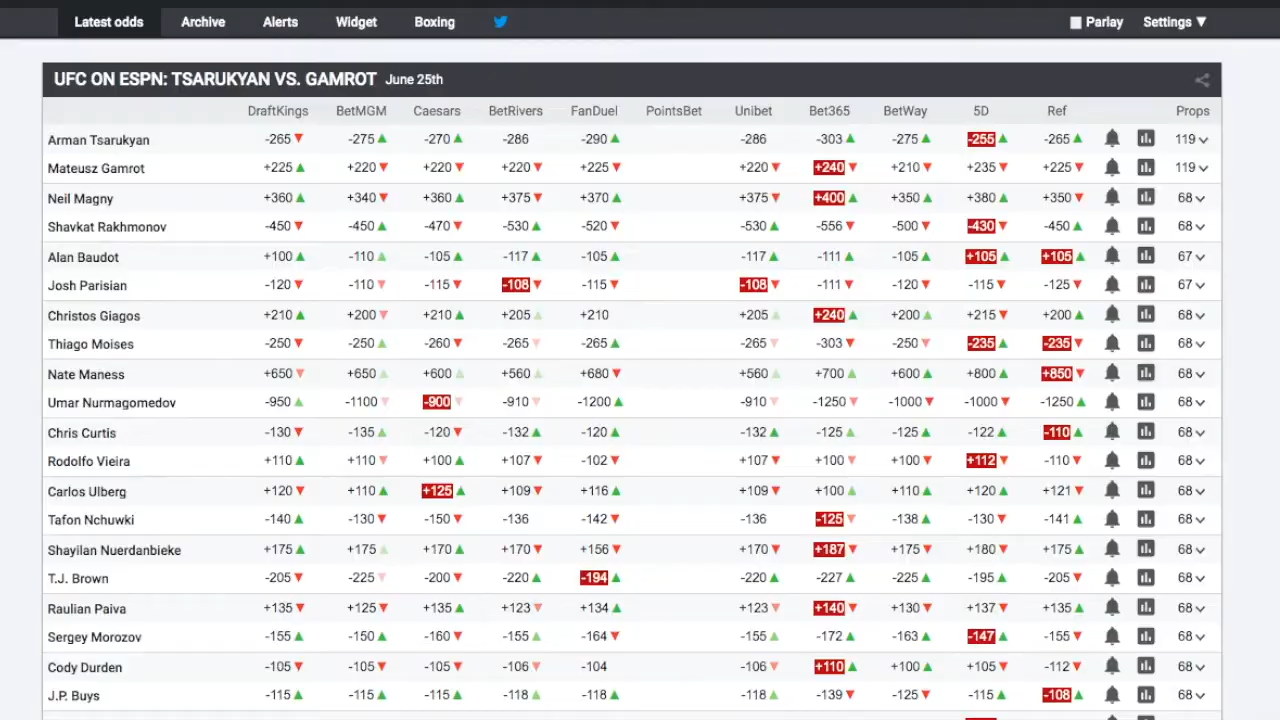 Latest odds Archive Alerts Widget Boxing Parlay Settings ▼
UFC ON ESPN: TSARUKYAN VS. GAMROT June 25th
DraftKings BetMGM Caesars BetRivers FanDuel PointsBet Unibet Bet365 BetWay 5D Ref Props
Arman Tsarukyan -265▼ -275▲ -270▲ -286 -290▲ -286 -303▲ -275▲ -255▲ -265▲ 119
Mateusz Gamrot +225▲ +220▼ +220▼ +220▼ +225▼ +220▼ +240▼ +210▼ +235▼ +225▼ 119
Neil Magny +360▲ +340▼ +360▲ +375▼ +370▲ +375▼ +400▲ +350▲ +380▲ +350▼ 68
Shavkat Rakhmonov -450▼ -450▲ -470▼ -530▲ -520▼ -530▲ -556▼ -500▼ -430▼ -450▲ 68
Alan Baudot +100▲ -110▲ -105▲ -117▲ -105▲ -117▲ -111▲ -105▲ +105▲ +105▲ 67
Josh Parisian -120▼ -110▼ -115▼ -108▼ -115▼ -108▼ -111▼ -120▼ -115▼ -125▼ 67
Christos Giagos +210▲ +200▼ +210▲ +205▲ +210 +205▲ +240▲ +200▲ +215▼ +200▲ 68
Thiago Moises -250▼ -250▲ -260▼ -265▼ -265▲ -265▼ -303▼ -250▼ -235▲ -235▼ 68
Nate Maness +650▼ +650▲ +600▲ +560▲ +680▼ +560▲ +700▲ +600▲ +800▲ +850▼ 68
Umar Nurmagomedov -950▲ -1100▼ -900▼ -910▼ -1200▲ -910▼ -1250▼ -1000▼ -1000▼ -1250▲ 68
Chris Curtis -130▼ -135▲ -120▼ -132▲ -120▲ -132▲ -125▲ -125▲ -122▲ -110▲ 68
Rodolfo Vieira +110▲ +110▼ +100▲ +107▼ -102▼ +107▼ +100▼ +100▼ +112▼ -110▼ 68
Carlos Ulberg +120▼ +110▲ +125▲ +109▼ +116▲ +109▼ +100▲ +110▲ +120▲ +121▼ 68
Tafon Nchuwki -140▲ -130▼ -150▼ -136 -142▼ -136 -125▼ -138▲ -130▼ -141▲ 68
Shayilan Nuerdanbieke +175▲ +175▲ +170▲ +170▼ +156▼ +170▼ +187▼ +175▼ +180▼ +175▲ 68
T.J. Brown -205▼ -225▼ -200▼ -220▲ -194▲ -220▲ -227▲ -225▲ -195▲ -205▼ 68
Raulian Paiva +135▼ +125▼ +135▲ +123▼ +134▲ +123▼ +140▼ +130▼ +137▼ +135▲ 68
Sergey Morozov -155▲ -150▲ -160▼ -155▲ -164▼ -155▲ -172▲ -163▲ -147▲ -155▼ 68
Cody Durden -105▼ -105▼ -105▼ -106▼ -104 -106▼ +110▲ +100▲ +105▼ -112▼ 68
J.P. Buys -115▲ -115▲ -115▲ -118▲ -118▲ -118▲ -139▼ -125▼ -115▲ -108▲ 68